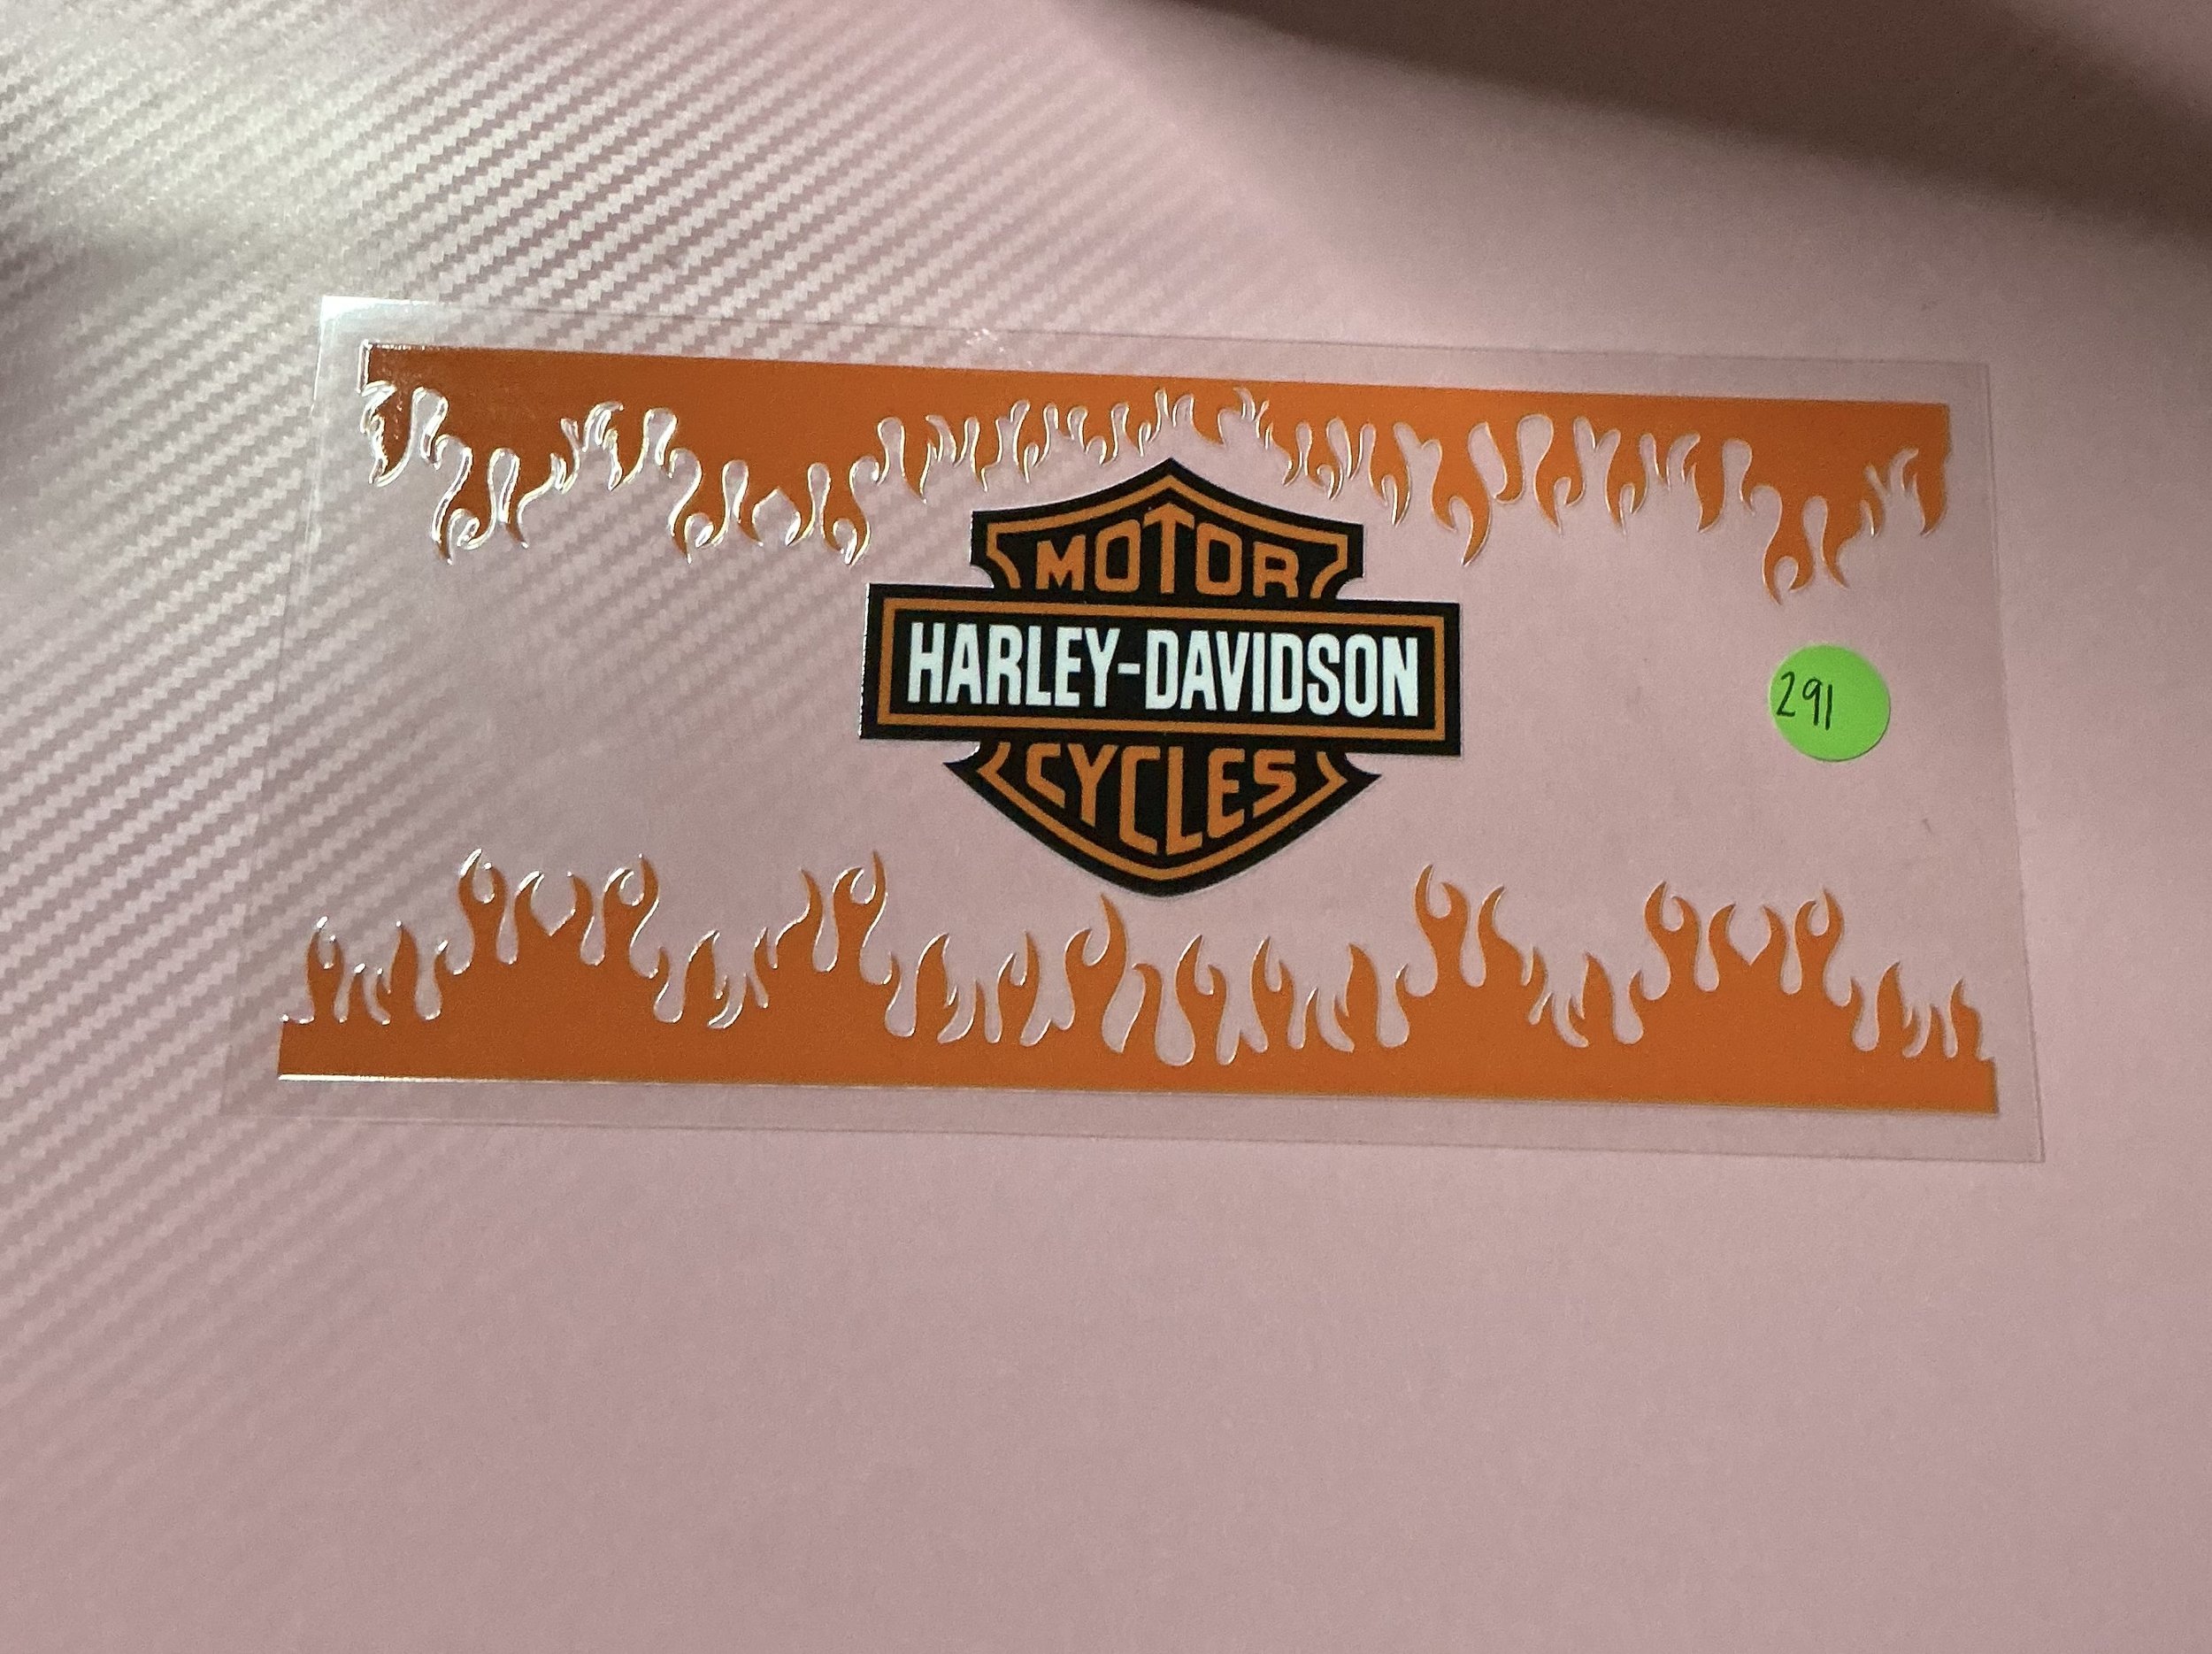 MOTOR
HARLEY-DAVIDSON
CYCLES
291